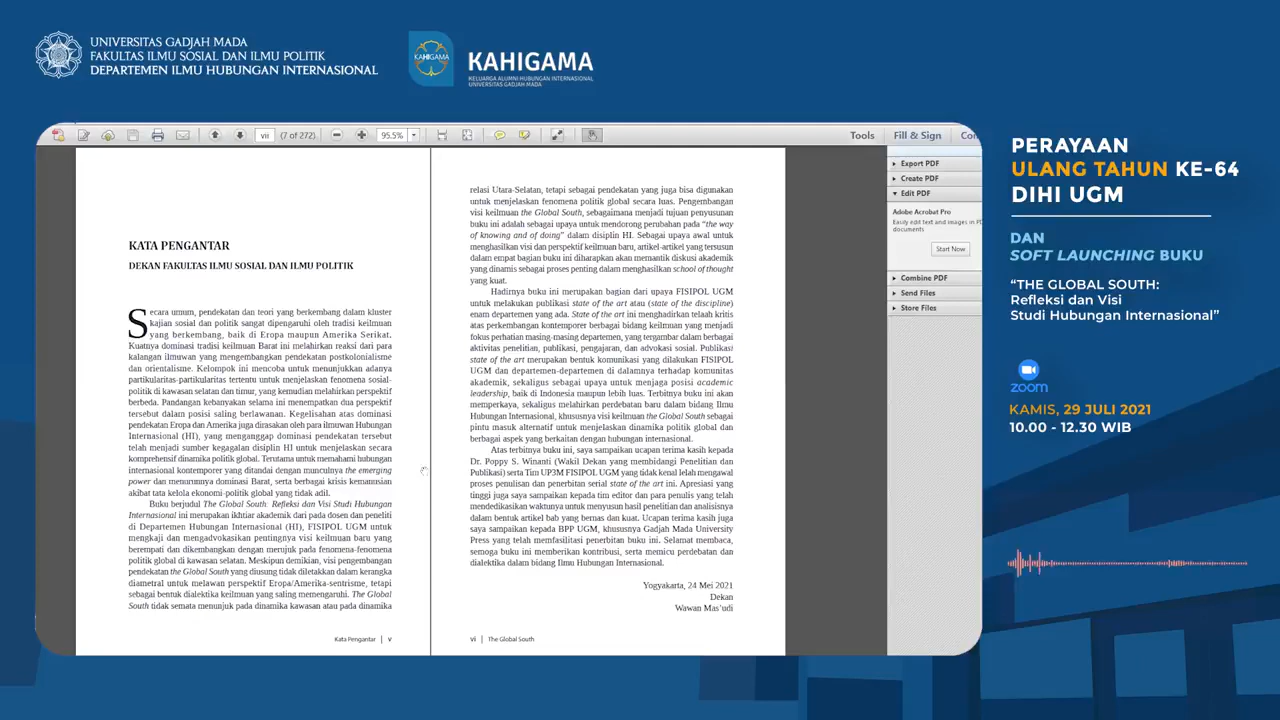 UNIVERSITAS GADJAH MADA
FAKULTAS ILMU SOSIAL DAN ILMU POLITIK
DEPARTEMEN ILMU HUBUNGAN INTERNASIONAL
KAHIGAMA
KAHIGAMA
KELUARGA ALUMNI HUBUNGAN INTERNASIONAL
UNIVERSITAS GADJAH MADA
vii (7 of 272)
95.5%
Tools
Fill & Sign
Con
Export PDF
Create PDF
Edit PDF
Adobe Acrobat Pro
Easily edit text and images in PD
documents
Start Now
Combine PDF
Send Files
Store Files
KATA PENGANTAR
DEKAN FAKULTAS ILMU SOSIAL DAN ILMU POLITIK
Secara umum, pendekatan dan teori yang berkembang dalam kluster
kajian sosial dan politik sangat dipengaruhi oleh tradisi keilmuan
yang berkembang, baik di Eropa maupun Amerika Serikat.
Kuatnya dominasi tradisi keilmuan Barat ini melahirkan reaksi dari para
kalangan ilmuwan yang mengembangkan pendekatan postkolonialisme
dan orientalisme. Kelompok ini mencoba untuk menunjukkan adanya
partikularitas-partikularitas tertentu untuk menjelaskan fenomena sosial-
politik di kawasan selatan dan timur, yang kemudian melahirkan perspektif
berbeda. Pandangan kebanyakan selama ini menempatkan dua perspektif
tersebut dalam posisi saling berlawanan. Kegelisahan atas dominasi
pendekatan Eropa dan Amerika juga dirasakan oleh para ilmuwan Hubungan
Internasional (HI), yang menganggap dominasi pendekatan tersebut
telah menjadi sumber kegagalan disiplin HI untuk menjelaskan secara
komprehensif dinamika politik global. Terutama untuk memahami hubungan
internasional kontemporer yang ditandai dengan munculnya the emerging
power dan menurunnya dominasi Barat, serta berbagai krisis kemanusian
akibat tata kelola ekonomi-politik global yang tidak adil.
Buku berjudul The Global South: Refleksi dan Visi Studi Hubungan
Internasional ini merupakan ikhtiar akademik dari pada dosen dan peneliti
di Departemen Hubungan Internasional (HI), FISIPOL UGM untuk
mengkaji dan mengadvokasikan pentingnya visi keilmuan baru yang
berempati dan dikembangkan dengan merujuk pada fenomena-fenomena
politik global di kawasan selatan. Meskipun demikian, visi pengembangan
pendekatan the Global South yang diusung tidak diletakkan dalam kerangka
diametral untuk melawan perspektif Eropa/Amerika-sentrisme, tetapi
sebagai bentuk dialektika keilmuan yang saling memengaruhi. The Global
South tidak semata menunjuk pada dinamika kawasan atau pada dinamika
Kata Pengantar | v
relasi Utara-Selatan, tetapi sebagai pendekatan yang juga bisa digunakan
untuk menjelaskan fenomena politik global secara luas. Pengembangan
visi keilmuan the Global South, sebagaimana menjadi tujuan penyusunan
buku ini adalah sebagai upaya untuk mendorong perubahan pada “the way
of knowing and of doing” dalam disiplin HI. Sebagai upaya awal untuk
menghasilkan visi dan perspektif keilmuan baru, artikel-artikel yang tersusun
dalam empat bagian buku ini diharapkan akan memantik diskusi akademik
yang dinamis sebagai proses penting dalam menghasilkan school of thought
yang kuat.
Hadirnya buku ini merupakan bagian dari upaya FISIPOL UGM
untuk melakukan publikasi state of the art atau (state of the discipline)
enam departemen yang ada. State of the art ini menghadirkan telaah kritis
atas perkembangan kontemporer berbagai bidang keilmuan yang menjadi
fokus perhatian masing-masing departemen, yang tergambar dalam berbagai
aktivitas penelitian, publikasi, pengajaran, dan advokasi sosial. Publikasi
state of the art merupakan bentuk komunikasi yang dilakukan FISIPOL
UGM dan departemen-departemen di dalamnya terhadap komunitas
akademik, sekaligus sebagai upaya untuk menjaga posisi academic
leadership, baik di Indonesia maupun lebih luas. Terbitnya buku ini akan
memperkaya, sekaligus melahirkan perdebatan baru dalam bidang Ilmu
Hubungan Internasional, khususnya visi keilmuan the Global South sebagai
pintu masuk alternatif untuk menjelaskan dinamika politik global dan
berbagai aspek yang berkaitan dengan hubungan internasional.
Atas terbitnya buku ini, saya sampaikan ucapan terima kasih kepada
Dr. Poppy S. Winanti (Wakil Dekan yang membidangi Penelitian dan
Publikasi) serta Tim UP3M FISIPOL UGM yang tidak kenal lelah mengawal
proses penulisan dan penerbitan serial state of the art ini. Apresiasi yang
tinggi juga saya sampaikan kepada tim editor dan para penulis yang telah
mendedikasikan waktunya untuk menyusun hasil penelitian dan analisisnya
dalam bentuk artikel bab yang bernas dan kuat. Ucapan terima kasih juga
saya sampaikan kepada BPP UGM, khususnya Gadjah Mada University
Press yang telah memfasilitasi penerbitan buku ini. Selamat membaca,
semoga buku ini memberikan kontribusi, serta memicu perdebatan dan
dialektika dalam bidang Ilmu Hubungan Internasional.
Yogyakarta, 24 Mei 2021
Dekan
Wawan Mas’udi
vi | The Global South
PERAYAAN
ULANG TAHUN KE-64
DIHI UGM
DAN
SOFT LAUNCHING BUKU
“THE GLOBAL SOUTH:
Refleksi dan Visi
Studi Hubungan Internasional”
zoom
KAMIS, 29 JULI 2021
10.00 - 12.30 WIB